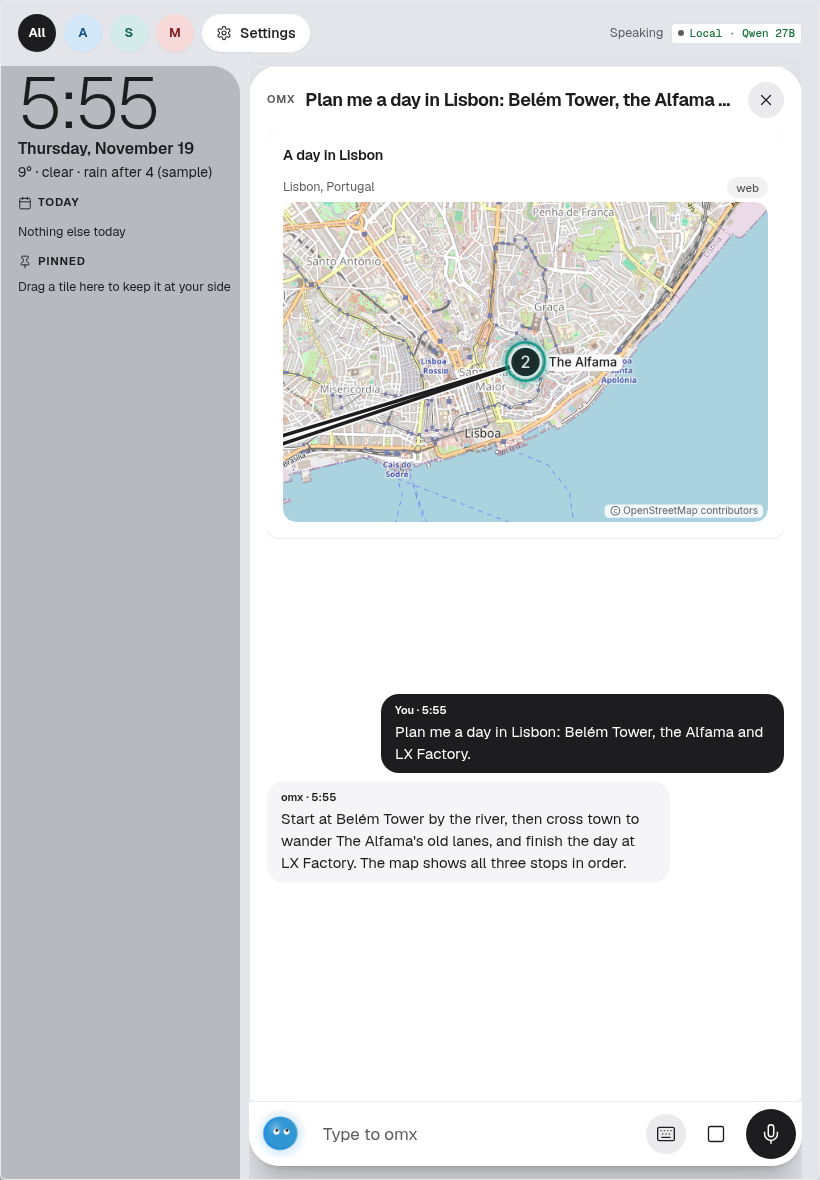 All A S M Settings
Speaking Local · Qwen 27B
5:55
Thursday, November 19
9° · clear · rain after 4 (sample)
TODAY
Nothing else today
PINNED
Drag a tile here to keep it at your side
OMX Plan me a day in Lisbon: Belém Tower, the Alfama ...
A day in Lisbon
Lisbon, Portugal
web
Penha de França
Lisboa
Santo António
Graça
Lisboa
Rossio
2
The Alfama
Apolónia
Maior
Misericórdia
Lisboa
Cais do
Sodré
© OpenStreetMap contributors
You · 5:55
Plan me a day in Lisbon: Belém Tower, the Alfama and
LX Factory.
omx · 5:55
Start at Belém Tower by the river, then cross town to
wander The Alfama's old lanes, and finish the day at
LX Factory. The map shows all three stops in order.
Type to omx